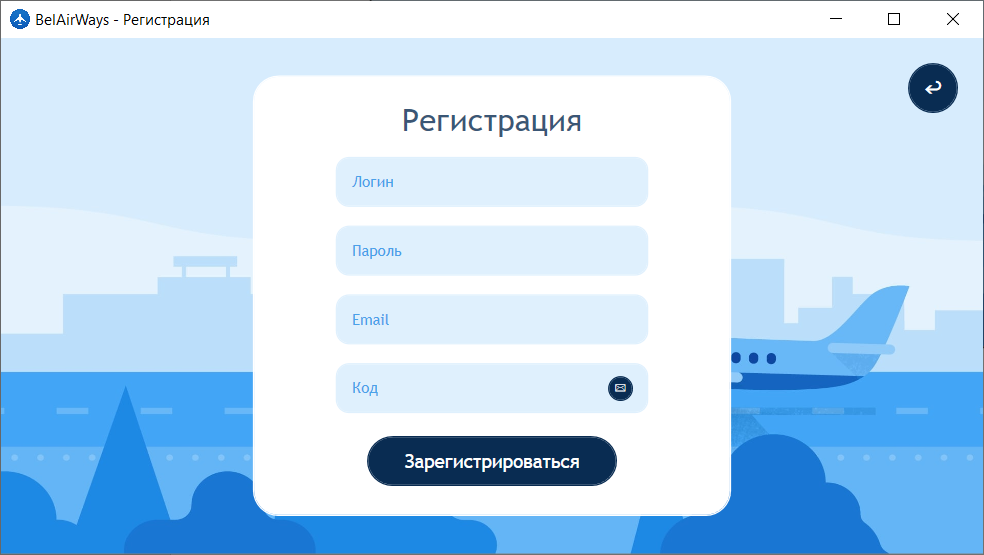 BelAirWays - Регистрация
Регистрация
Логин
Пароль
Email
Код
Зарегистрироваться